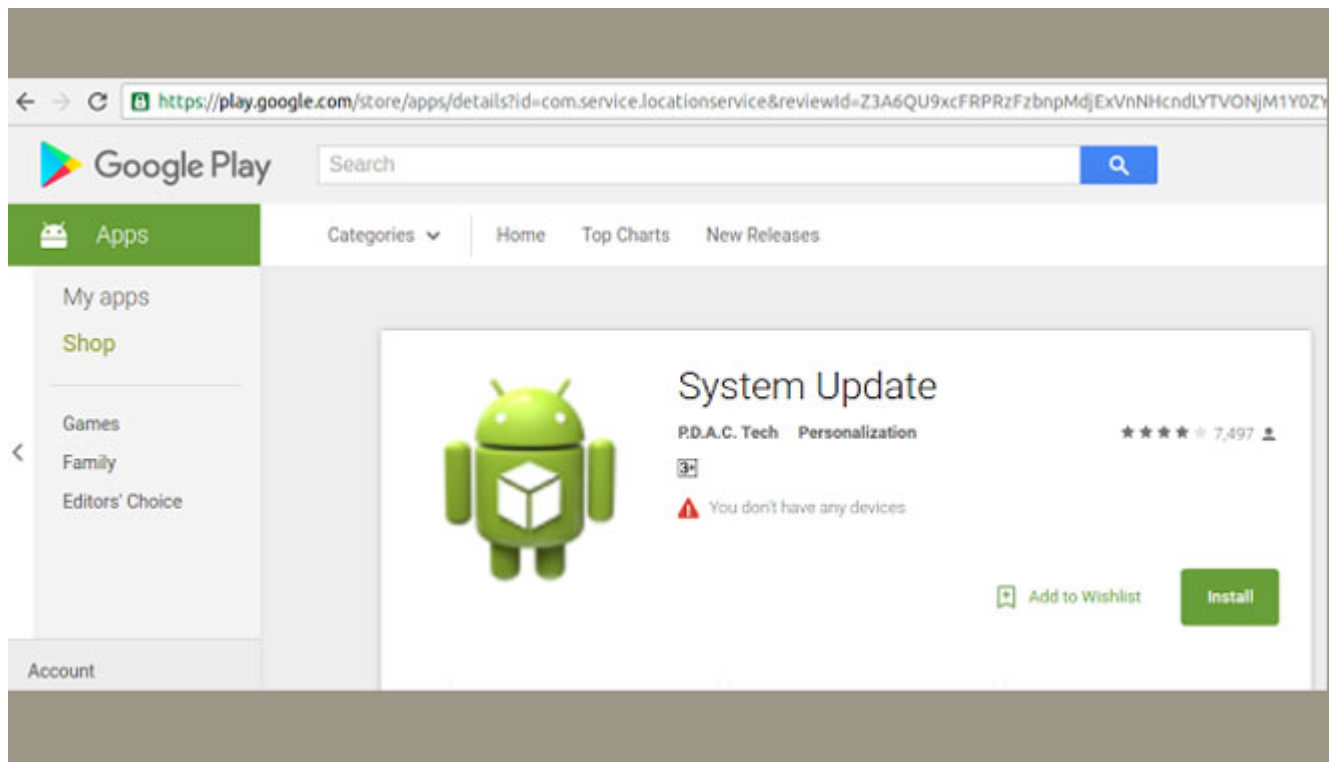 https://play.google.com/store/apps/details?id=com.service.locationservice&reviewId=Z3A6QU9xcFRPRzFzbnpMdjExVnNHcndLYTVONjM1Y0ZY
Google Play
Search
Apps
Categories Home Top Charts New Releases
My apps
Shop
Games
Family
Editors' Choice
Account
System Update
P.D.A.C. Tech Personalization
7,497
3+
You don't have any devices
Add to Wishlist
Install